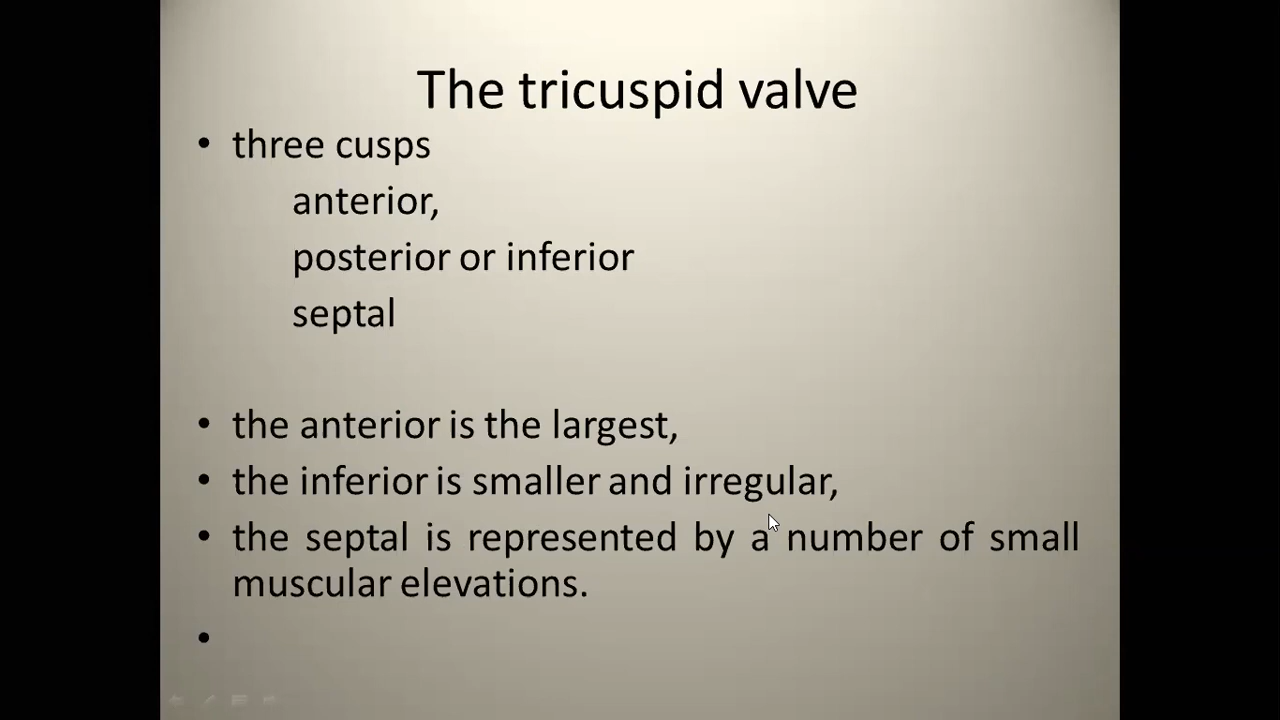 The tricuspid valve
• three cusps
anterior,
posterior or inferior
septal
• the anterior is the largest,
• the inferior is smaller and irregular,
• the septal is represented by a number of small
muscular elevations.
•